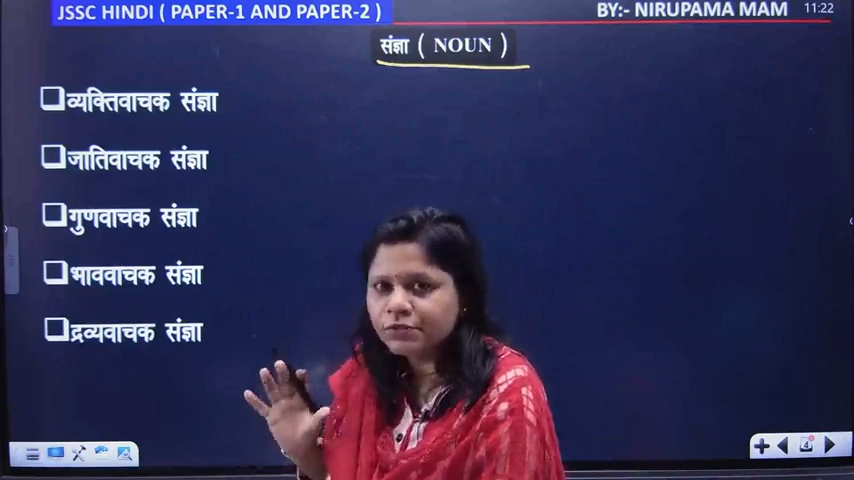 JSSC HINDI ( PAPER-1 AND PAPER-2 )
BY:- NIRUPAMA MAM
11:22
संज्ञा ( NOUN )
व्यक्तिवाचक संज्ञा
जातिवाचक संज्ञा
गुणवाचक संज्ञा
भाववाचक संज्ञा
द्रव्यवाचक संज्ञा
4